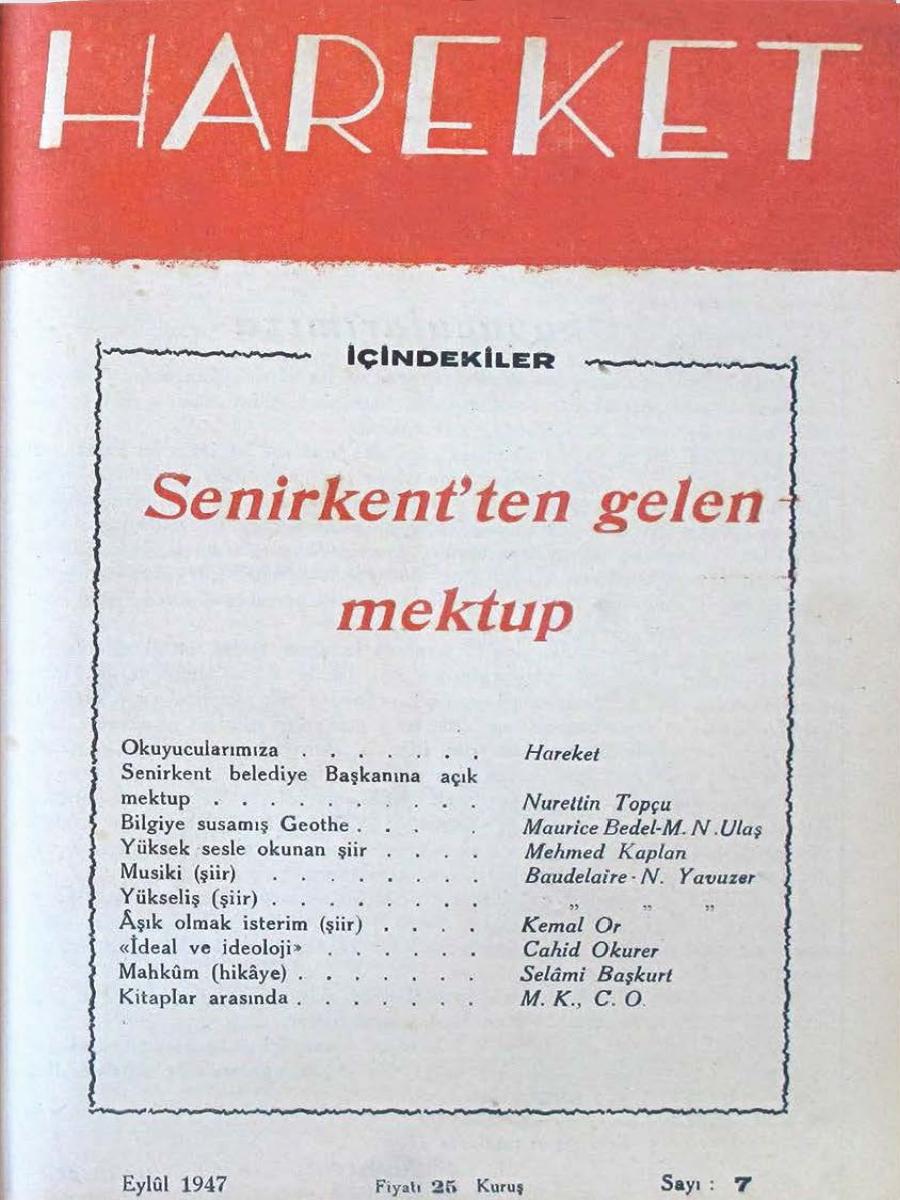 HAREKET
İÇİNDEKİLER
Senirkent'ten gelen
mektup
Okuyucularımıza . . . . . . . Hareket
Senirkent belediye Başkanına açık
mektup . . . . . . . . . . Nurettin Topçu
Bilgiye susamış Geothe . . . . Maurice Bedel-M. N .Ulaş
Yüksek sesle okunan şiir . . . . Mehmed Kaplan
Musiki (şiir) . . . . . . . . Baudelaire - N. Yavuzer
Yükseliş (şiir) . . . . . . . . „ „ „
Âşık olmak isterim (şiir) . . . . Kemal Or
«İdeal ve ideoloji» . . . . . . Cahid Okurer
Mahkûm (hikâye) . . . . . . . Selâmi Başkurt
Kitaplar arasında . . . . . . . M. K., C. O.
Eylûl 1947 Fiyatı 25 Kuruş Sayı : 7